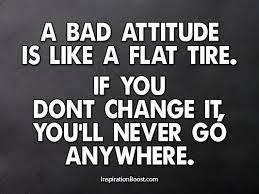 A BAD ATTITUDE
IS LIKE A FLAT TIRE.
IF YOU
DONT CHANGE IT,
YOU'LL NEVER GO
ANYWHERE.
InspirationBoost.com